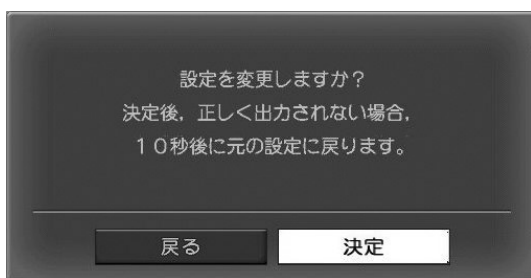 設定を変更しますか？
決定後，正しく出力されない場合，
１０秒後に元の設定に戻ります。
戻る
決定